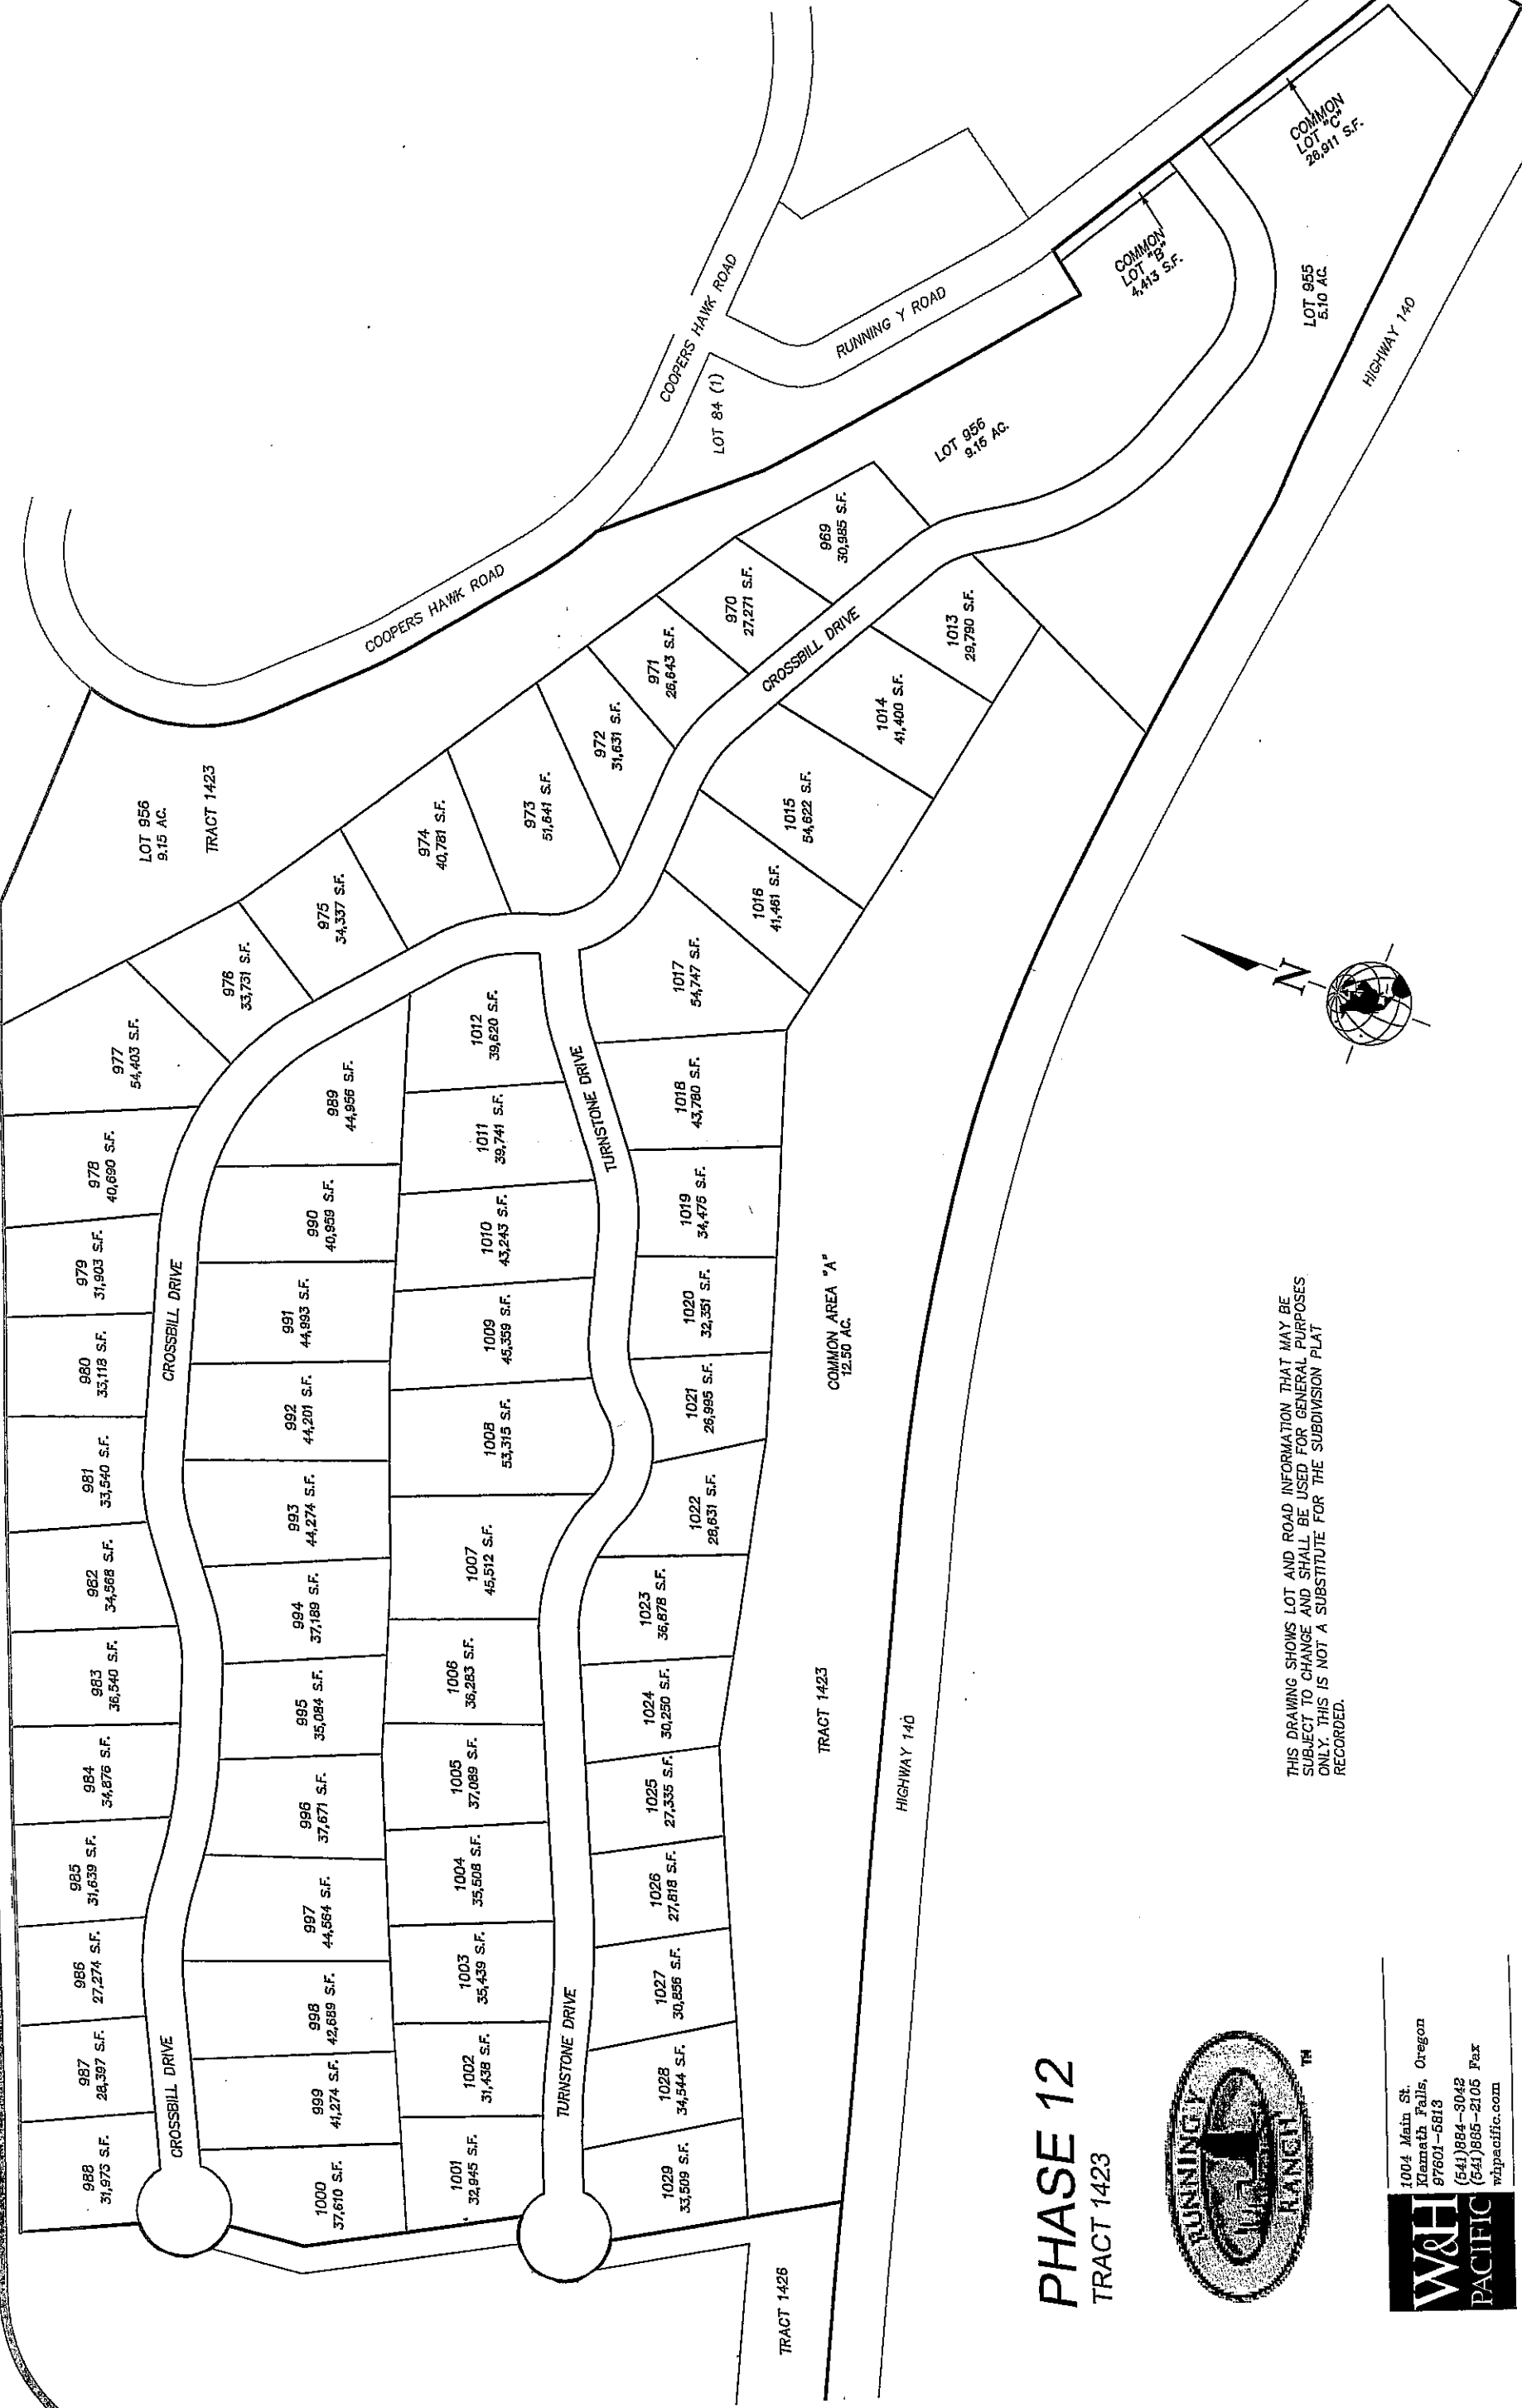 988
31,973 S.F.
987
28,397 S.F.
986
27,274 S.F.
985
31,639 S.F.
984
34,876 S.F.
983
36,540 S.F.
982
34,568 S.F.
981
33,540 S.F.
980
33,118 S.F.
979
31,903 S.F.
978
40,690 S.F.
977
54,403 S.F.
976
33,731 S.F.
975
34,337 S.F.
974
40,781 S.F.
973
51,641 S.F.
972
31,631 S.F.
971
26,643 S.F.
970
27,271 S.F.
969
30,985 S.F.
LOT 956
9.15 AC.
TRACT 1423
COOPERS HAWK ROAD
COOPERS HAWK ROAD
LOT 84 (1)
RUNNING Y ROAD
LOT 956
9.15 AC.
COMMON
LOT "B"
4,413 S.F.
COMMON
LOT "C"
26,911 S.F.
LOT 955
5.10 AC.
HIGHWAY 140
CROSSBILL DRIVE
CROSSBILL DRIVE
CROSSBILL DRIVE
1000
37,610 S.F.
999
41,274 S.F.
998
42,689 S.F.
997
44,564 S.F.
996
37,671 S.F.
995
35,084 S.F.
994
37,189 S.F.
993
44,274 S.F.
992
44,201 S.F.
991
44,993 S.F.
990
40,959 S.F.
989
44,956 S.F.
1001
32,945 S.F.
1002
31,438 S.F.
1003
35,439 S.F.
1004
35,508 S.F.
1005
37,089 S.F.
1006
36,283 S.F.
1007
45,512 S.F.
1008
53,315 S.F.
1009
45,359 S.F.
1010
43,243 S.F.
1011
39,741 S.F.
1012
39,620 S.F.
TURNSTONE DRIVE
TURNSTONE DRIVE
1029
33,509 S.F.
1028
34,544 S.F.
1027
30,856 S.F.
1026
27,818 S.F.
1025
27,335 S.F.
1024
30,250 S.F.
1023
36,878 S.F.
1022
28,631 S.F.
1021
26,995 S.F.
1020
32,351 S.F.
1019
34,475 S.F.
1018
43,780 S.F.
1017
54,747 S.F.
1016
41,461 S.F.
1015
54,622 S.F.
1014
41,400 S.F.
1013
29,790 S.F.
TRACT 1426
TRACT 1423
COMMON AREA "A"
12.50 AC.
HIGHWAY 140
N
PHASE 12
TRACT 1423
RUNNING Y
RANCH
TM
THIS DRAWING SHOWS LOT AND ROAD INFORMATION THAT MAY BE
SUBJECT TO CHANGE AND SHALL BE USED FOR GENERAL PURPOSES
ONLY. THIS IS NOT A SUBSTITUTE FOR THE SUBDIVISION PLAT
RECORDED.
W&H
PACIFIC
1004 Main St.
Klamath Falls, Oregon
97601-5813
(541)884-3042
(541)885-2105 Fax
whpacific.com